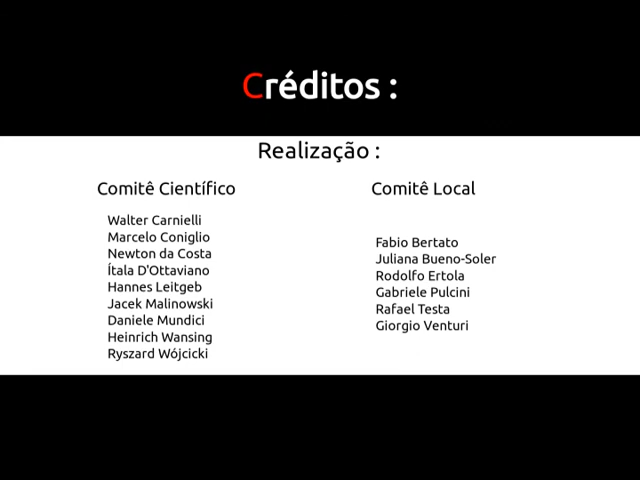 Créditos :
Realização :
Comitê Científico
Walter Carnielli
Marcelo Coniglio
Newton da Costa
Ítala D'Ottaviano
Hannes Leitgeb
Jacek Malinowski
Daniele Mundici
Heinrich Wansing
Ryszard Wójcicki
Comitê Local
Fabio Bertato
Juliana Bueno-Soler
Rodolfo Ertola
Gabriele Pulcini
Rafael Testa
Giorgio Venturi